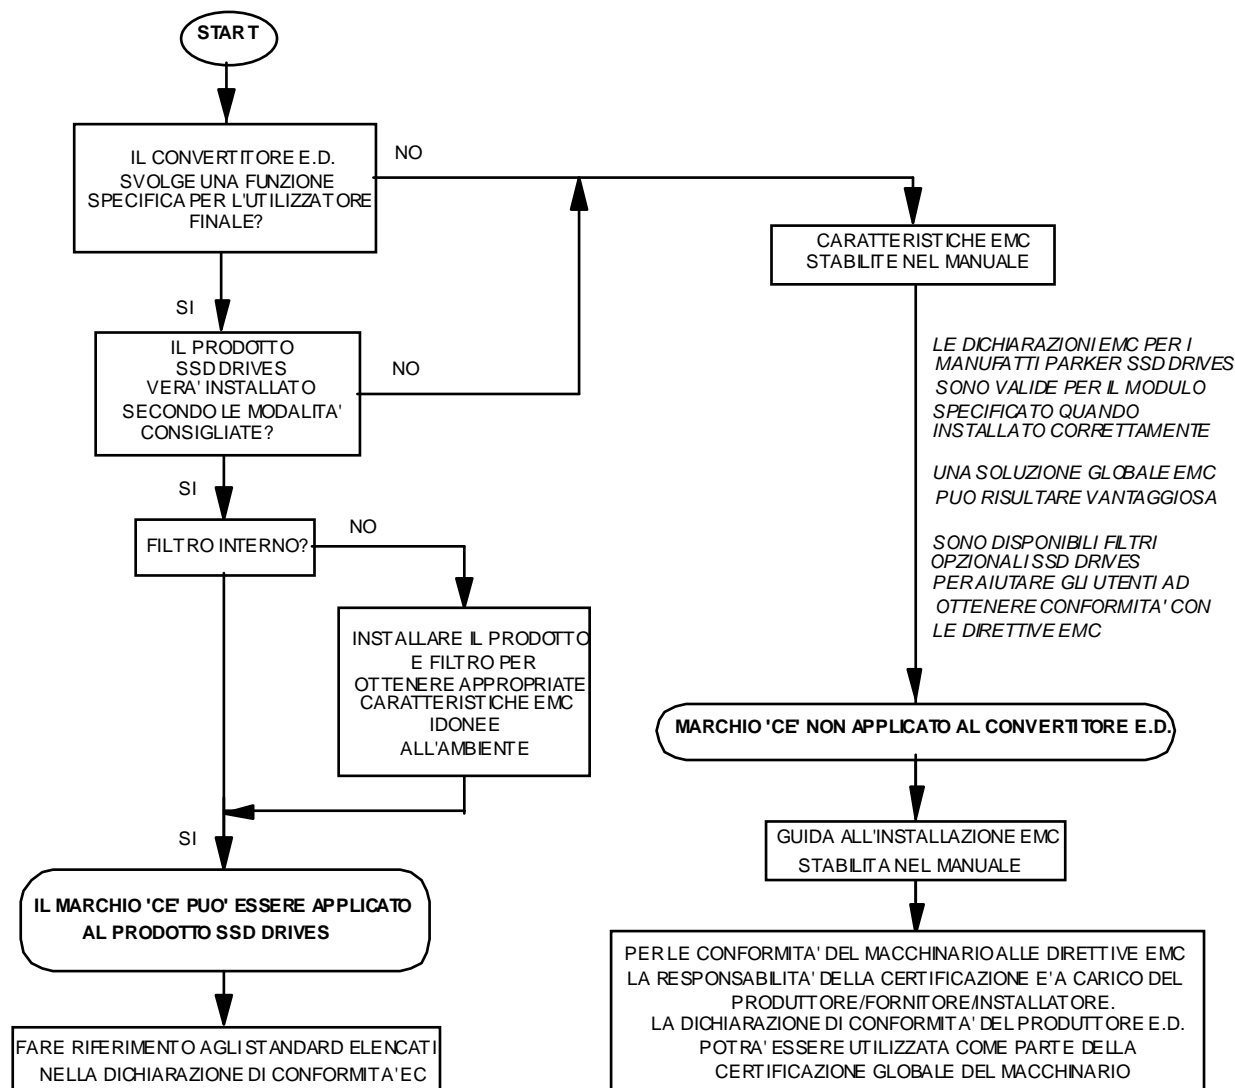 START
IL CONVERTITORE E.D.
SVOLGE UNA FUNZIONE
SPECIFICA PER L'UTILIZZATORE
FINALE?
NO
SI
IL PRODOTTO
SSD DRIVES
VERA' INSTALLATO
SECONDO LE MODALITA'
CONSIGLIATE?
NO
SI
FILTRO INTERNO?
NO
INSTALLARE IL PRODOTTO
E FILTRO PER
OTTENERE APPROPRIATE
CARATTERISTICHE EMC
IDONEE
ALL'AMBIENTE
SI
IL MARCHIO 'CE' PUO' ESSERE APPLICATO
AL PRODOTTO SSD DRIVES
FARE RIFERIMENTO AGLI STANDARD ELENCATI
NELLA DICHIARAZIONE DI CONFORMITA' EC
CARATTERISTICHE EMC
STABILITE NEL MANUALE
LE DICHIARAZIONI EMC PER I
MANUFATTI PARKER SSD DRIVES
SONO VALIDE PER IL MODULO
SPECIFICATO QUANDO
INSTALLATO CORRETTAMENTE
UNA SOLUZIONE GLOBALE EMC
PUO RISULTARE VANTAGGIOSA
SONO DISPONIBILI FILTRI
OPZIONALI SSD DRIVES
PER AIUTARE GLI UTENTI AD
OTTENERE CONFORMITA' CON
LE DIRETTIVE EMC
MARCHIO 'CE' NON APPLICATO AL CONVERTITORE E.D.
GUIDA ALL'INSTALLAZIONE EMC
STABILITA NEL MANUALE
PER LE CONFORMITA' DEL MACCHINARIO ALLE DIRETTIVE EMC
LA RESPONSABILITA' DELLA CERTIFICAZIONE E' A CARICO DEL
PRODUTTORE/FORNITORE/INSTALLATORE.
LA DICHIARAZIONE DI CONFORMITA' DEL PRODUTTORE E.D.
POTRA' ESSERE UTILIZZATA COME PARTE DELLA
CERTIFICAZIONE GLOBALE DEL MACCHINARIO